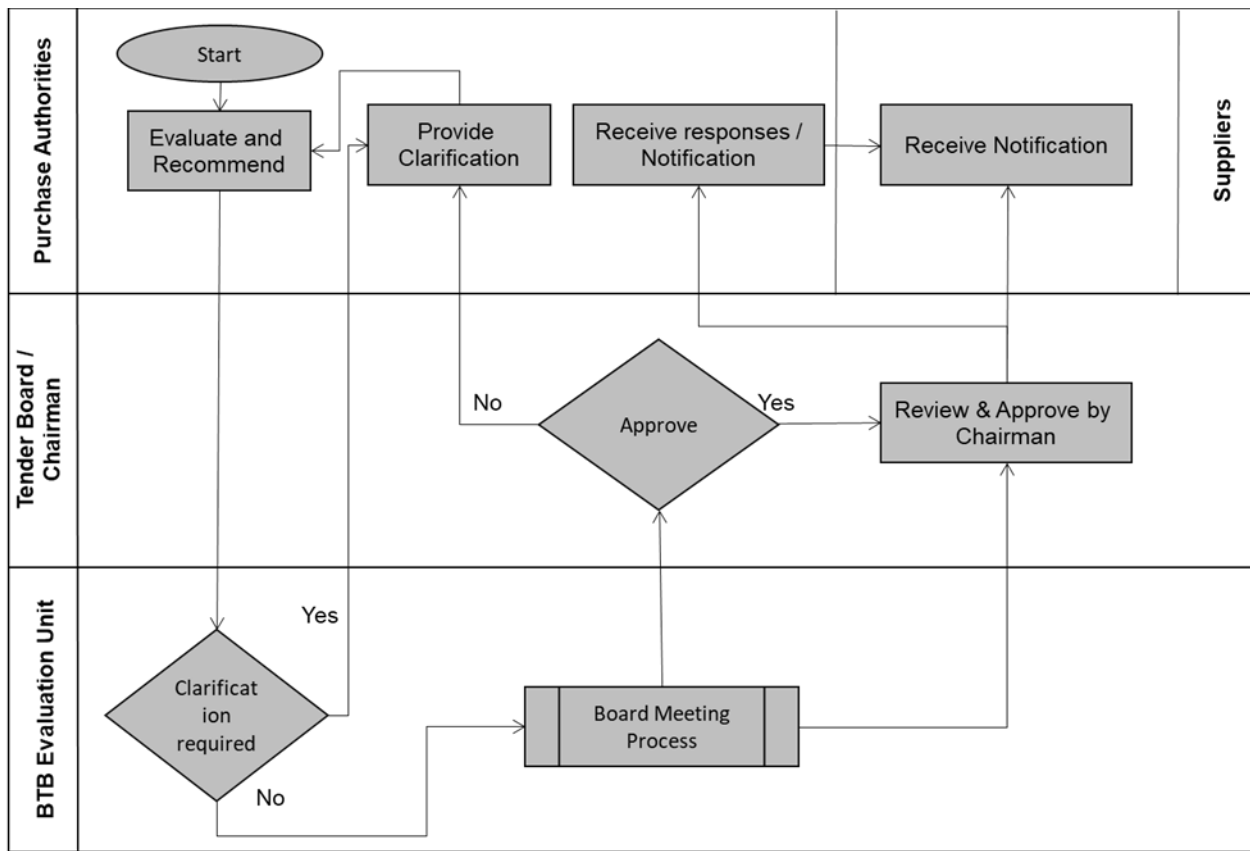 Purchase Authorities
Start
Evaluate and
Recommend
Provide
Clarification
Receive responses /
Notification
Receive Notification
Suppliers
Tender Board /
Chairman
No
Approve
Yes
Review & Approve by
Chairman
BTB Evaluation Unit
Yes
Clarificat
ion
required
No
Board Meeting
Process